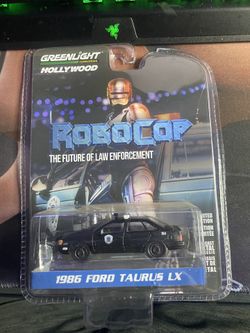 GREENLIGHT
HOLLYWOOD
ROBOCOP
THE FUTURE OF LAW ENFORCEMENT
1986 FORD TAURUS LX